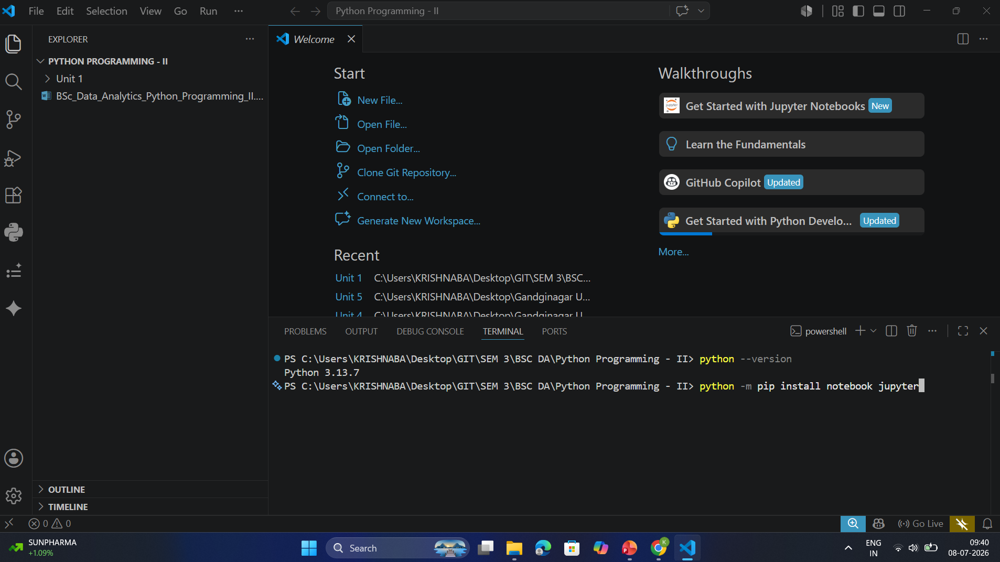 File Edit Selection View Go Run ···
Python Programming - II
EXPLORER
PYTHON PROGRAMMING - II
Unit 1
BSc_Data_Analytics_Python_Programming_II....
Welcome
Start
New File...
Open File...
Open Folder...
Clone Git Repository...
Connect to...
Generate New Workspace...
Recent
Unit 1 C:\Users\KRISHNABA\Desktop\GIT\SEM 3\BSC...
Unit 5 C:\Users\KRISHNABA\Desktop\Gandginagar U...
Unit 4 C:\Users\KRISHNABA\Desktop\Gandginagar U...
Walkthroughs
Get Started with Jupyter Notebooks New
Learn the Fundamentals
GitHub Copilot Updated
Get Started with Python Develo... Updated
More...
PROBLEMS OUTPUT DEBUG CONSOLE TERMINAL PORTS
powershell
PS C:\Users\KRISHNABA\Desktop\GIT\SEM 3\BSC DA\Python Programming - II> python --version
Python 3.13.7
PS C:\Users\KRISHNABA\Desktop\GIT\SEM 3\BSC DA\Python Programming - II> python -m pip install notebook jupyter
OUTLINE
TIMELINE
0 0
Go Live
SUNPHARMA
+1.09%
Search
ENG
IN
09:40
08-07-2026